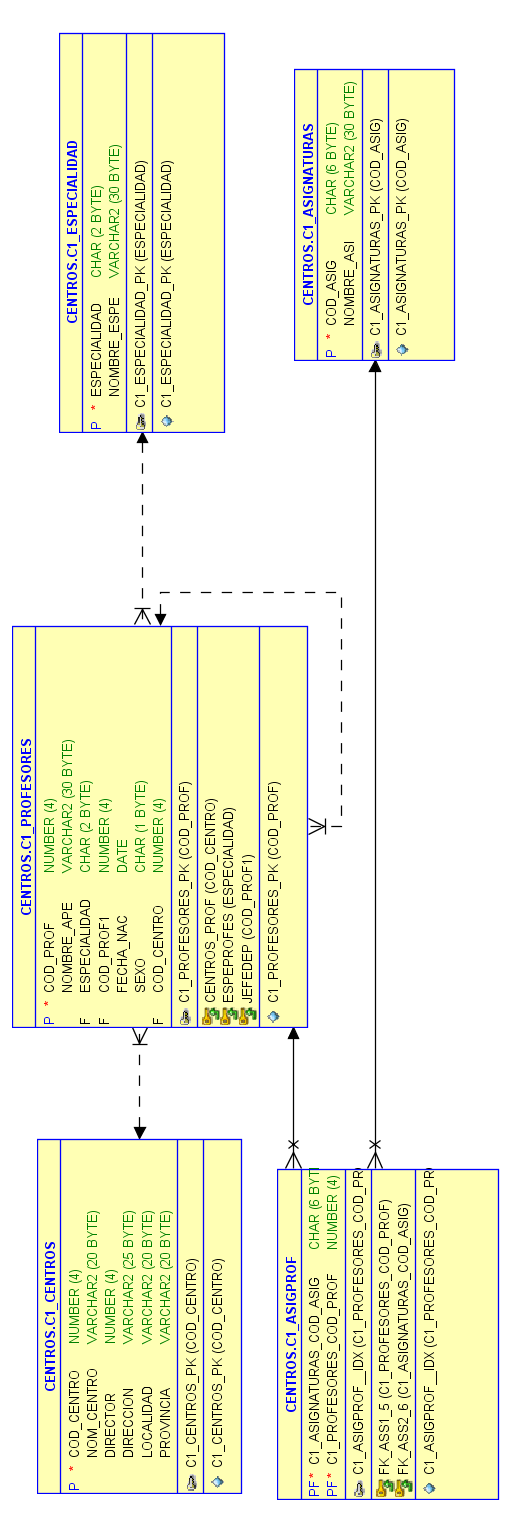 CENTROS.C1_ESPECIALIDAD
P * ESPECIALIDAD CHAR (2 BYTE)
NOMBRE_ESPE VARCHAR2 (30 BYTE)
C1_ESPECIALIDAD_PK (ESPECIALIDAD)
C1_ESPECIALIDAD_PK (ESPECIALIDAD)
CENTROS.C1_ASIGNATURAS
P * COD_ASIG CHAR (6 BYTE)
NOMBRE_ASI VARCHAR2 (30 BYTE)
C1_ASIGNATURAS_PK (COD_ASIG)
C1_ASIGNATURAS_PK (COD_ASIG)
CENTROS.C1_PROFESORES
P * COD_PROF NUMBER (4)
NOMBRE_APE VARCHAR2 (30 BYTE)
F ESPECIALIDAD CHAR (2 BYTE)
F COD_PROF1 NUMBER (4)
FECHA_NAC DATE
SEXO CHAR (1 BYTE)
F COD_CENTRO NUMBER (4)
C1_PROFESORES_PK (COD_PROF)
CENTROS_PROF (COD_CENTRO)
ESPEPROFES (ESPECIALIDAD)
JEFEDEP (COD_PROF1)
C1_PROFESORES_PK (COD_PROF)
CENTROS.C1_CENTROS
P * COD_CENTRO NUMBER (4)
NOM_CENTRO VARCHAR2 (20 BYTE)
DIRECTOR NUMBER (4)
DIRECCION VARCHAR2 (25 BYTE)
LOCALIDAD VARCHAR2 (20 BYTE)
PROVINCIA VARCHAR2 (20 BYTE)
C1_CENTROS_PK (COD_CENTRO)
C1_CENTROS_PK (COD_CENTRO)
CENTROS.C1_ASIGPROF
PF * C1_ASIGNATURAS_COD_ASIG CHAR (6 BYT
PF * C1_PROFESORES_COD_PROF NUMBER (4)
C1_ASIGPROF__IDX (C1_PROFESORES_COD_PR
FK_ASS1_5 (C1_PROFESORES_COD_PROF)
FK_ASS2_6 (C1_ASIGNATURAS_COD_ASIG)
C1_ASIGPROF__IDX (C1_PROFESORES_COD_PR